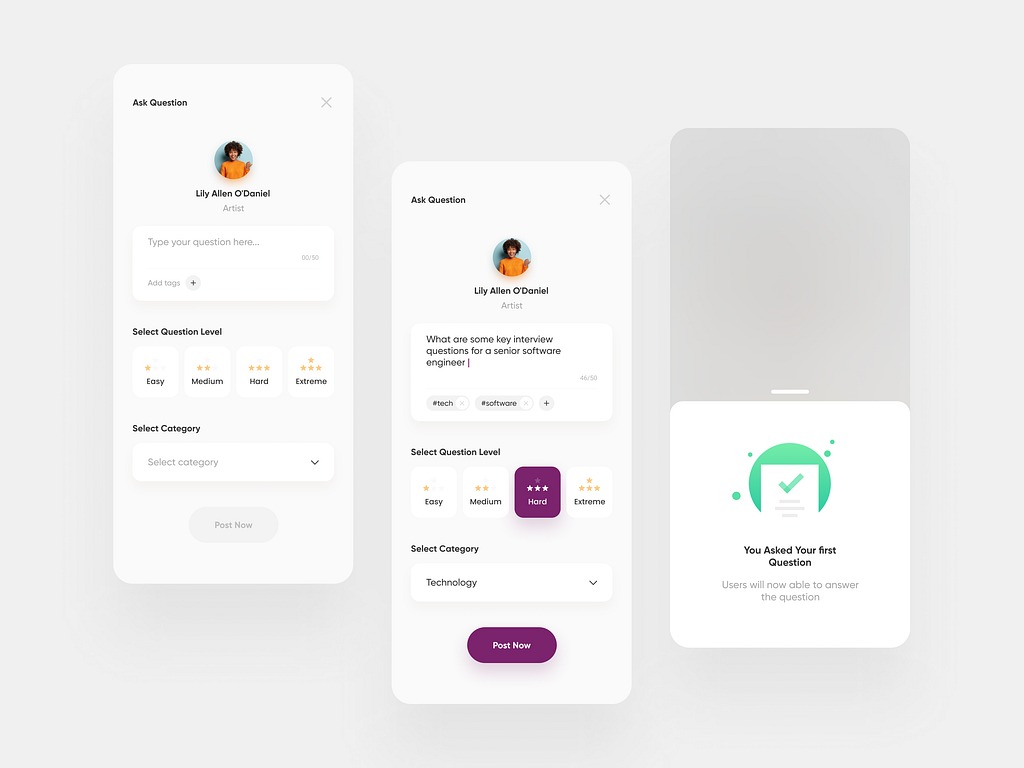 Ask Question
Lily Allen O'Daniel
Artist
Type your question here...
00/50
Add tags +
Select Question Level
Easy Medium Hard Extreme
Select Category
Select category
Post Now
Ask Question
Lily Allen O'Daniel
Artist
What are some key interview
questions for a senior software
engineer
46/50
#tech #software +
Select Question Level
Easy Medium Hard Extreme
Select Category
Technology
Post Now
You Asked Your first
Question
Users will now able to answer
the question